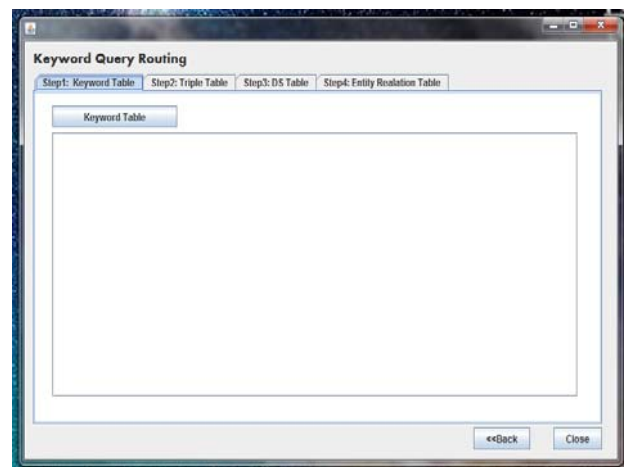 Keyword Query Routing
Step1: Keyword Table Step2: Triple Table Step3: DS Table Step4: Entity Realation Table
Keyword Table
<<Back Close